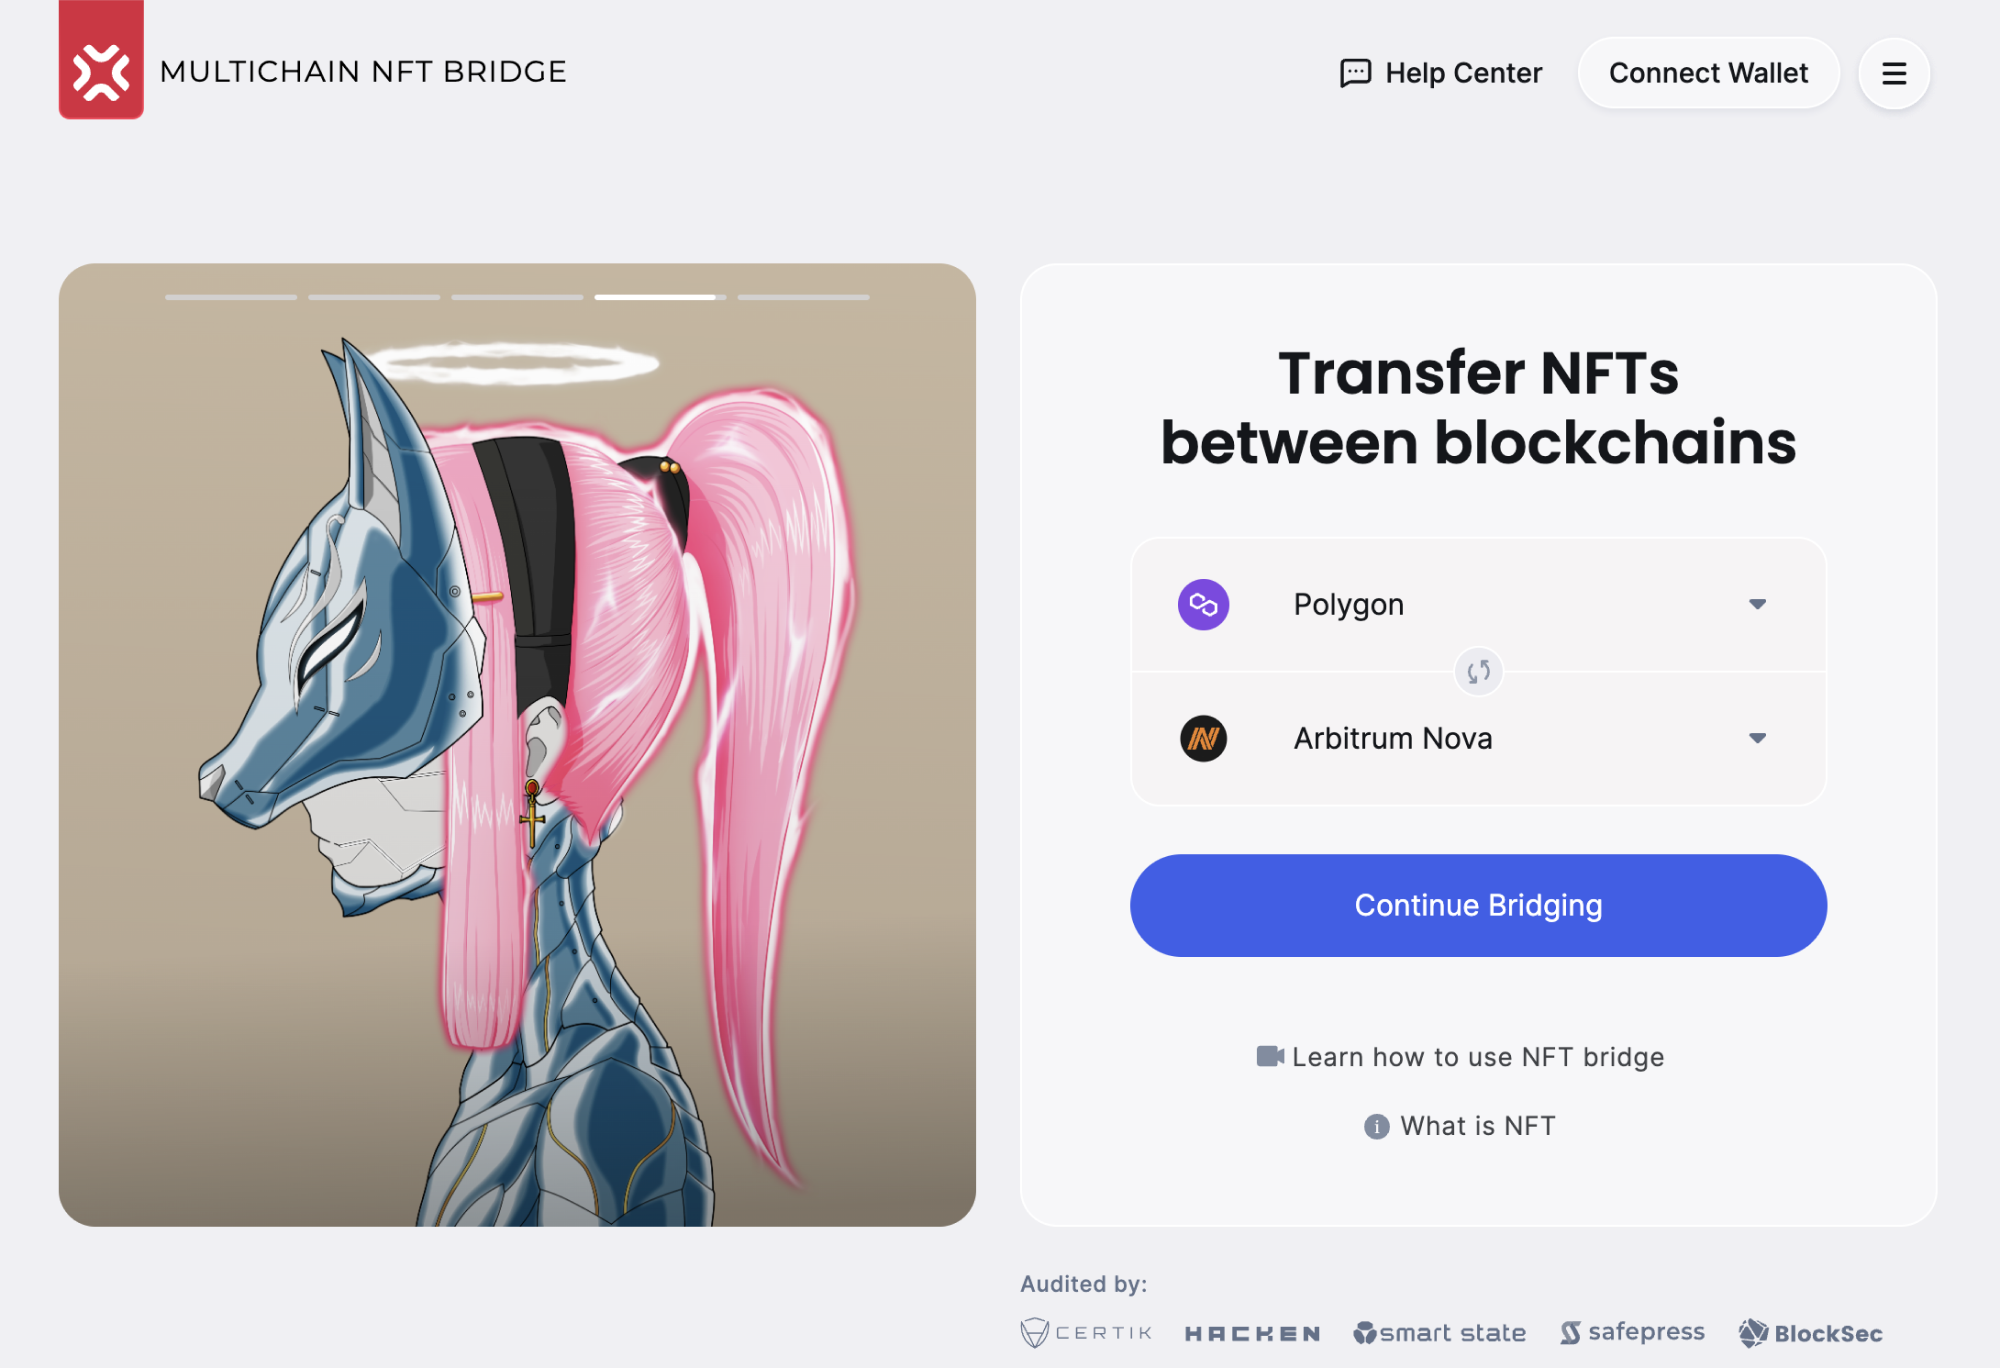 MULTICHAIN NFT BRIDGE
Help Center
Connect Wallet
Transfer NFTs
between blockchains
Polygon
Arbitrum Nova
Continue Bridging
Learn how to use NFT bridge
What is NFT
Audited by:
CERTIK HACKEN smart state safepress BlockSec